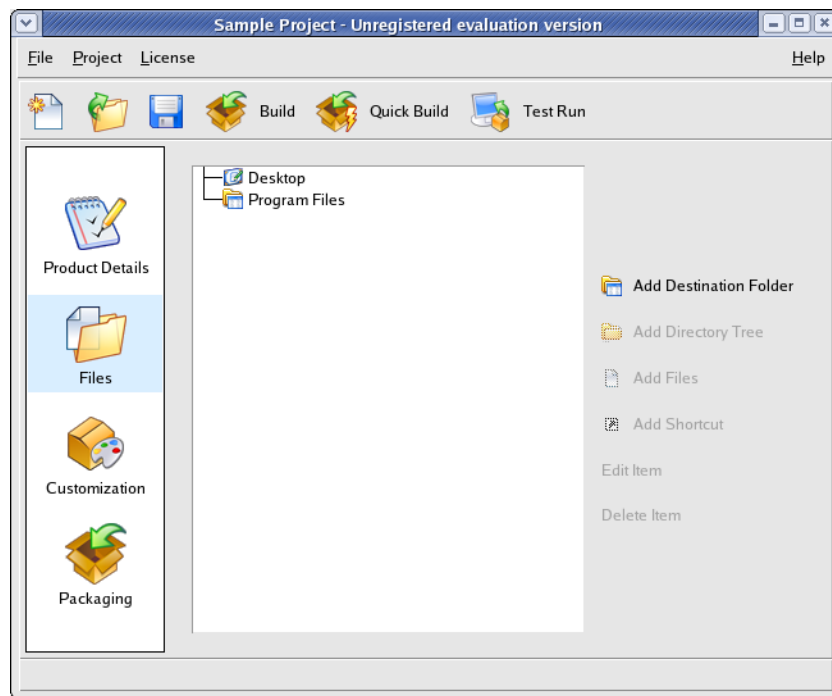 Sample Project - Unregistered evaluation version
File Project License Help
Build Quick Build Test Run
Product Details
Files
Customization
Packaging
Desktop
Program Files
Add Destination Folder
Add Directory Tree
Add Files
Add Shortcut
Edit Item
Delete Item